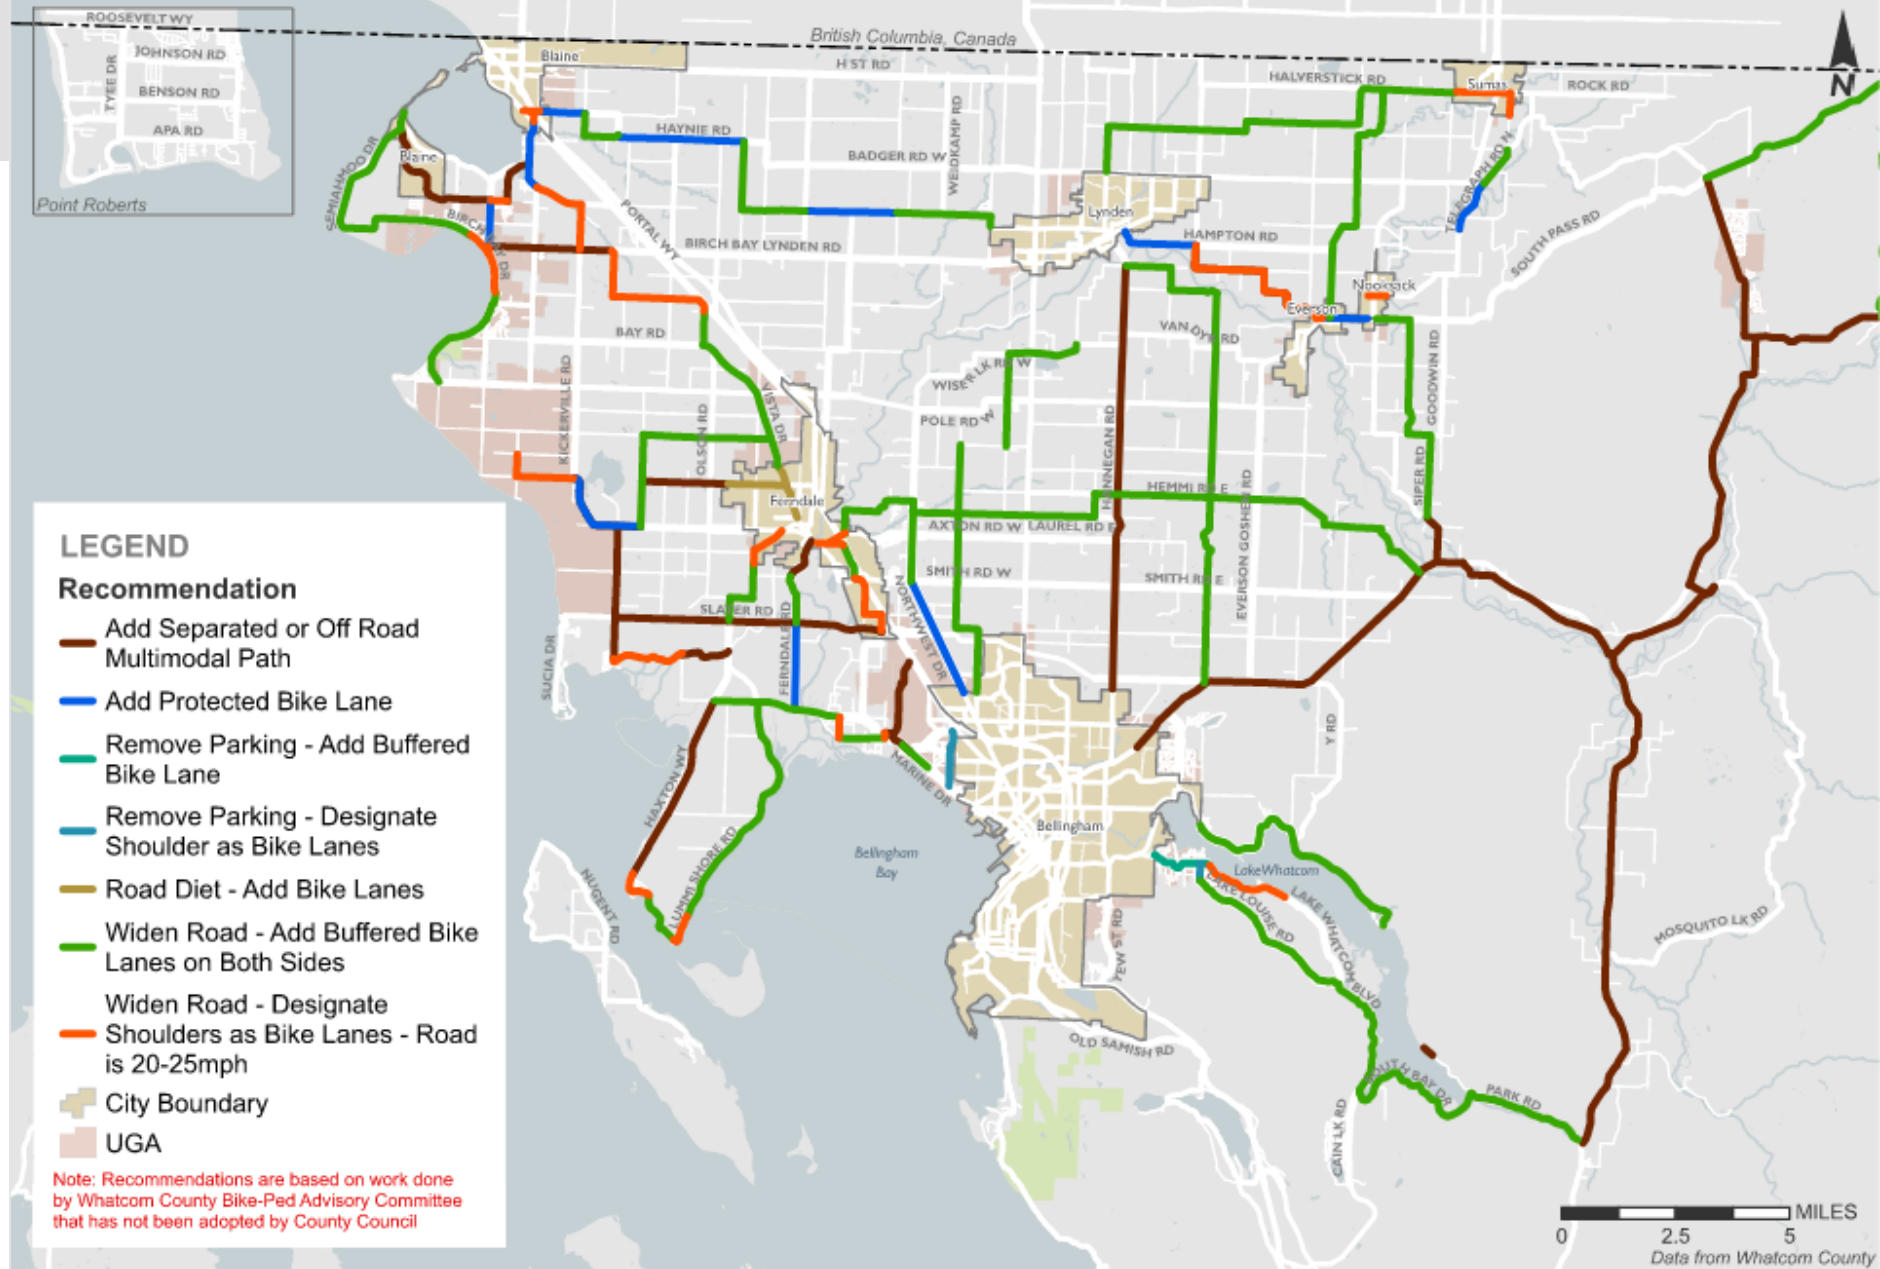 ROOSEVELT WY
JOHNSON RD
TYEE DR
BENSON RD
APA RD
Point Roberts
British Columbia, Canada
Blaine
H ST RD
HALVERSTICK RD
Sumas
ROCK RD
N
HAYNIE RD
WEIDKAMP RD
BADGER RD W
TELEGRAPH RD N
SEMIAHMOO DR
Blaine
Lynden
PORTAL WY
BIRCH BAY DR
BIRCH BAY LYNDEN RD
HAMPTON RD
SOUTH PASS RD
Nooksack
Everson
BAY RD
VAN DYK RD
GOODWIN RD
WISER LK RD W
KICKERVILLE RD
VISTA DR
OLSON RD
POLE RD W
HANNEGAN RD
SIPER RD
HEMMI RD E
EVERSON GOSHEN RD
Ferndale
AXTON RD W
LAUREL RD E
SMITH RD W
SMITH RD E
NORTHWEST DR
SLATER RD
FERNDALE RD
SUCIA DR
Y RD
HAXTON WY
MARINE DR
Bellingham
LUMMI SHORE RD
Bellingham
Bay
NUGENT RD
Lake Whatcom
LAKE LOUISE RD
LAKE WHATCOM BLVD
YEW ST RD
MOSQUITO LK RD
OLD SAMISH RD
SOUTH BAY DR
PARK RD
CAIN LK RD
LEGEND
Recommendation
Add Separated or Off Road
Multimodal Path
Add Protected Bike Lane
Remove Parking - Add Buffered
Bike Lane
Remove Parking - Designate
Shoulder as Bike Lanes
Road Diet - Add Bike Lanes
Widen Road - Add Buffered Bike
Lanes on Both Sides
Widen Road - Designate
Shoulders as Bike Lanes - Road
is 20-25mph
City Boundary
UGA
Note: Recommendations are based on work done
by Whatcom County Bike-Ped Advisory Committee
that has not been adopted by County Council
MILES
0 2.5 5
Data from Whatcom County